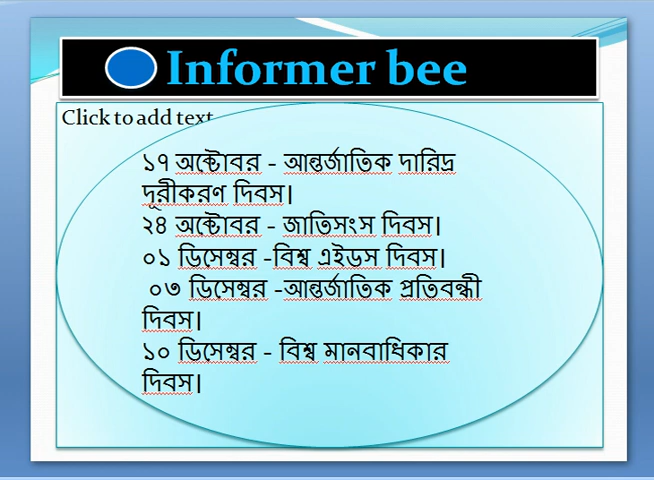 Informer bee
Click to add text
১৭ অক্টোবর - আন্তর্জাতিক দারিদ্র
দূরীকরণ দিবস।
২৪ অক্টোবর - জাতিসংস দিবস।
০১ ডিসেম্বর -বিশ্ব এইডস দিবস।
০৩ ডিসেম্বর -আন্তর্জাতিক প্রতিবন্ধী
দিবস।
১০ ডিসেম্বর - বিশ্ব মানবাধিকার
দিবস।